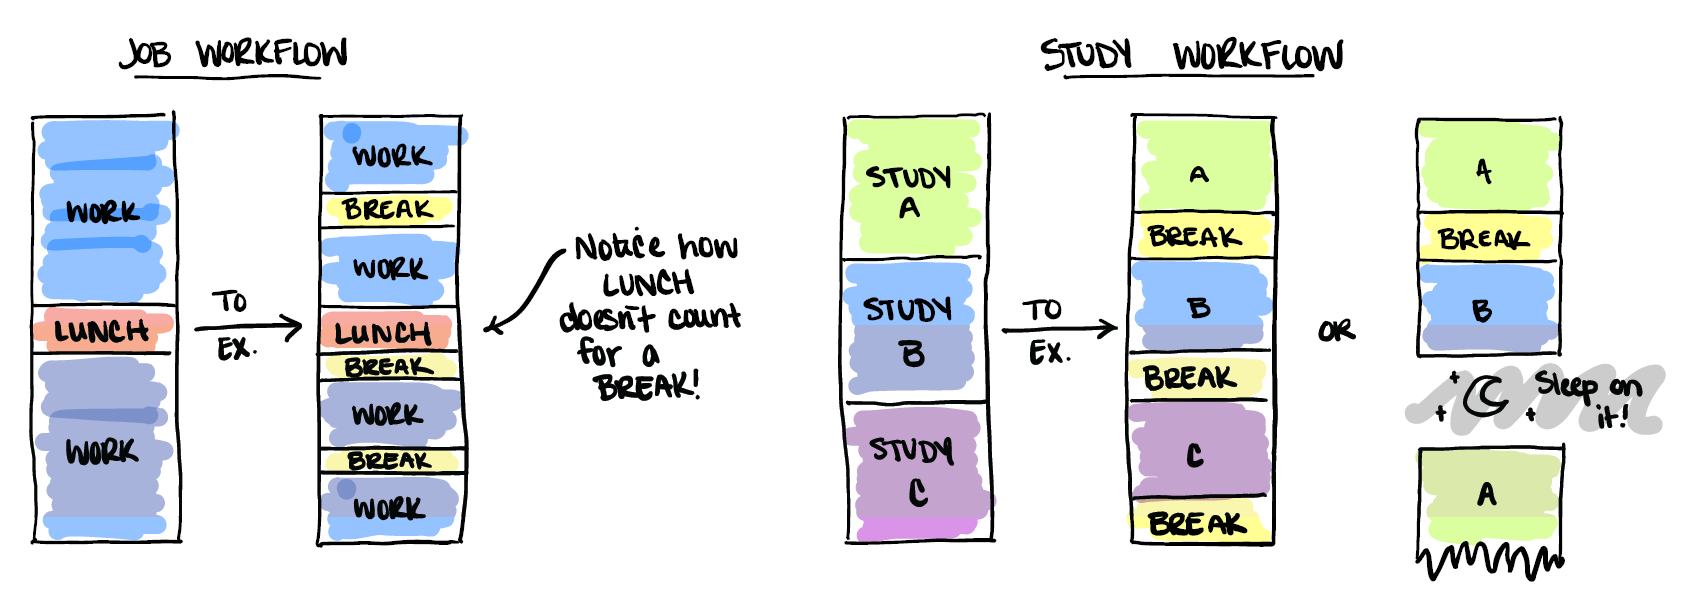 JOB WORKFLOW
WORK
LUNCH
WORK
TO
EX.
WORK
BREAK
WORK
LUNCH
BREAK
WORK
BREAK
WORK
Notice how
LUNCH
doesn't count
for a
BREAK!
STUDY WORKFLOW
STUDY
A
STUDY
B
STUDY
C
TO
EX.
A
BREAK
B
BREAK
C
BREAK
OR
A
BREAK
B
Sleep on
it!
A